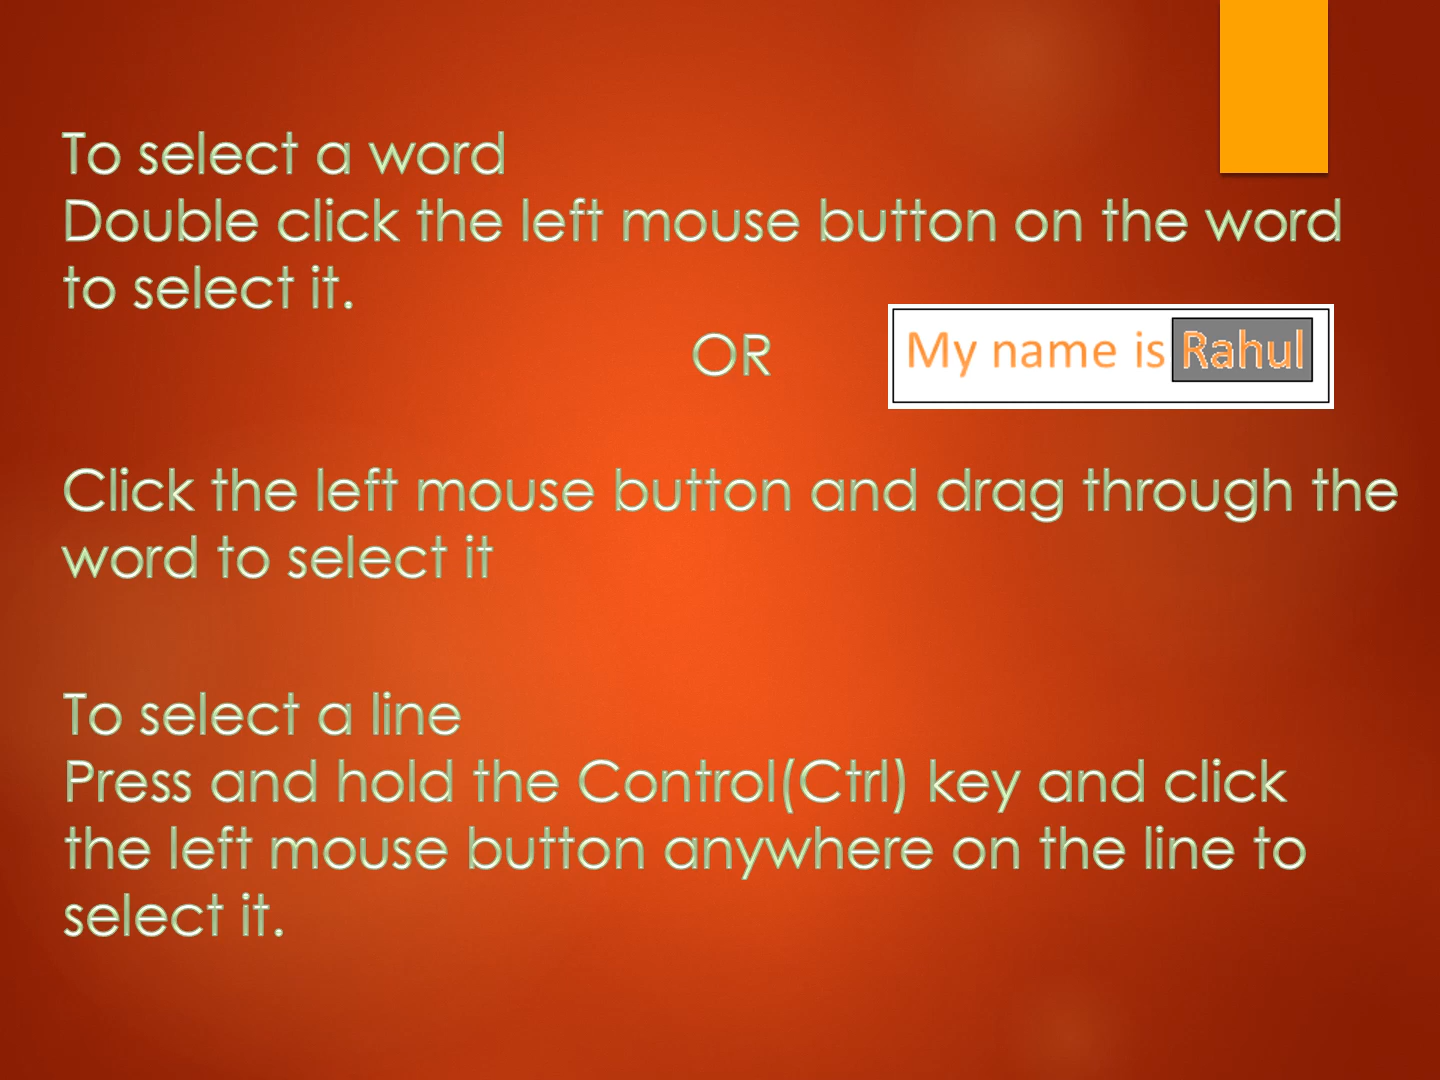 To select a word
Double click the left mouse button on the word
to select it.
OR
My name is Rahul
Click the left mouse button and drag through the
word to select it
To select a line
Press and hold the Control(Ctrl) key and click
the left mouse button anywhere on the line to
select it.